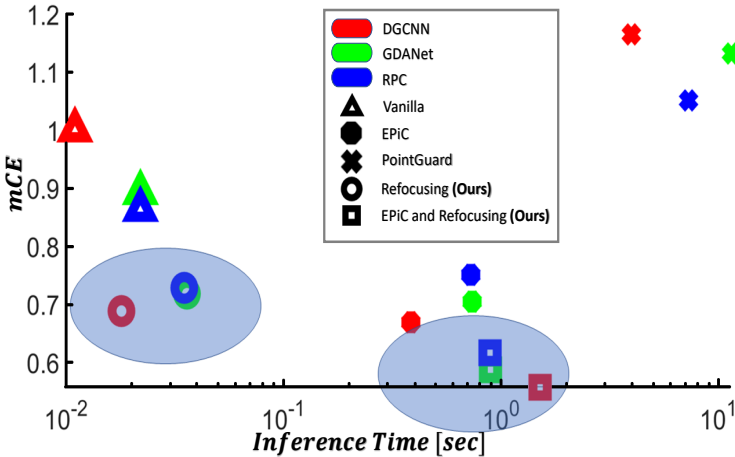 1.2
1.1
1
0.9
0.8
0.7
0.6
mCE
DGCNN
GDANet
RPC
Vanilla
EPiC
PointGuard
Refocusing (Ours)
EPiC and Refocusing (Ours)
10⁻² 10⁻¹ 10⁰ 10¹
Inference Time [sec]